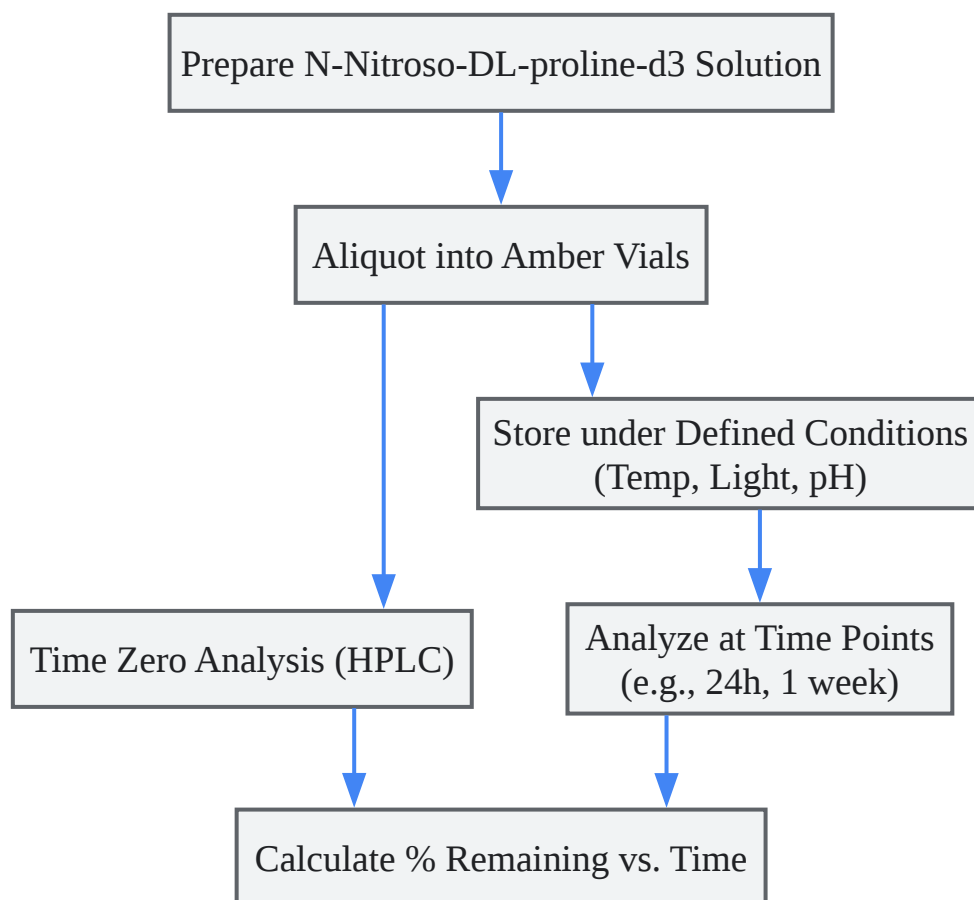 Prepare N-Nitroso-DL-proline-d3 Solution
Aliquot into Amber Vials
Store under Defined Conditions
(Temp, Light, pH)
Time Zero Analysis (HPLC)
Analyze at Time Points
(e.g., 24h, 1 week)
Calculate % Remaining vs. Time